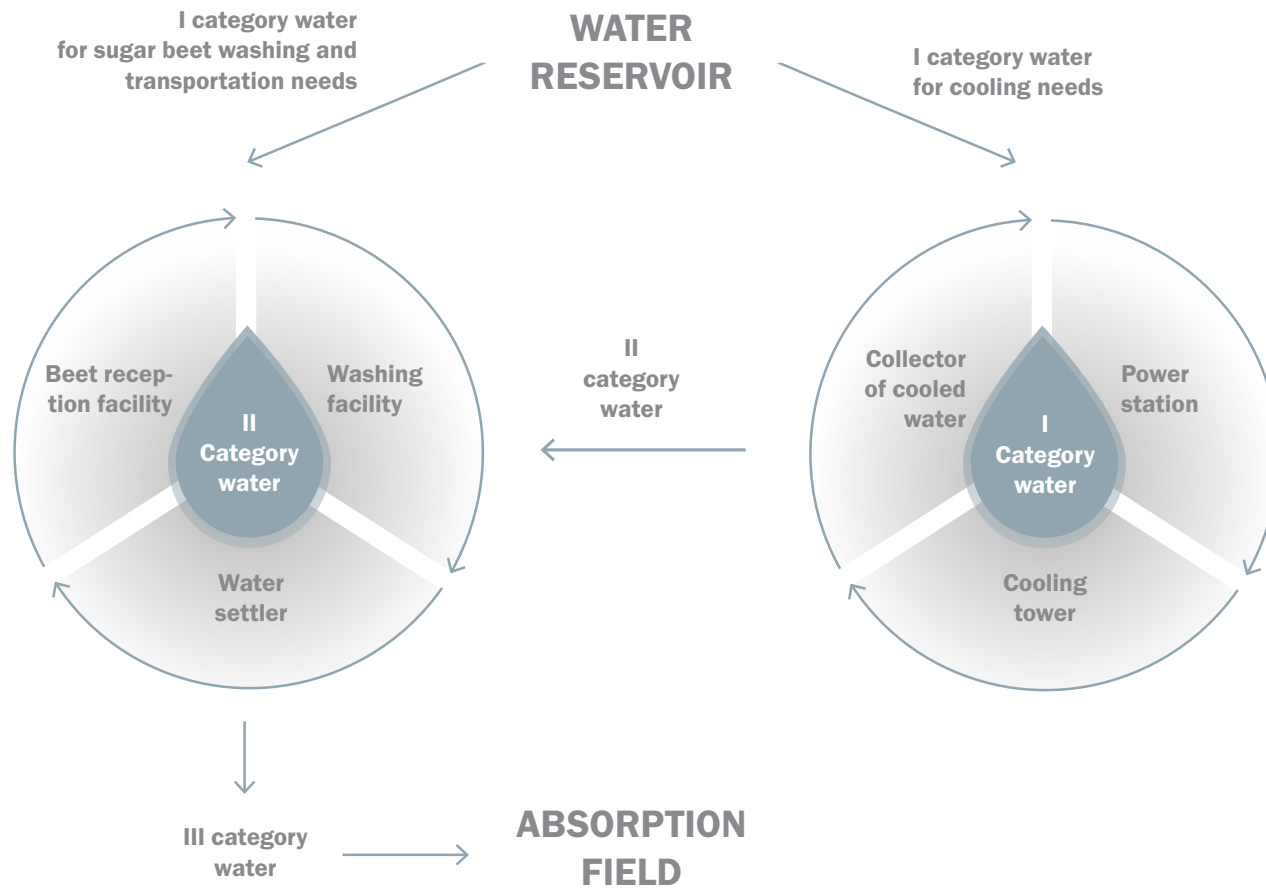 I category water
for sugar beet washing and
transportation needs
WATER
RESERVOIR
I category water
for cooling needs
Beet recep-
tion facility
Washing
facility
II
Category
water
Water
settler
II
category
water
Collector
of cooled
water
Power
station
I
Category
water
Cooling
tower
III category
water
ABSORPTION
FIELD